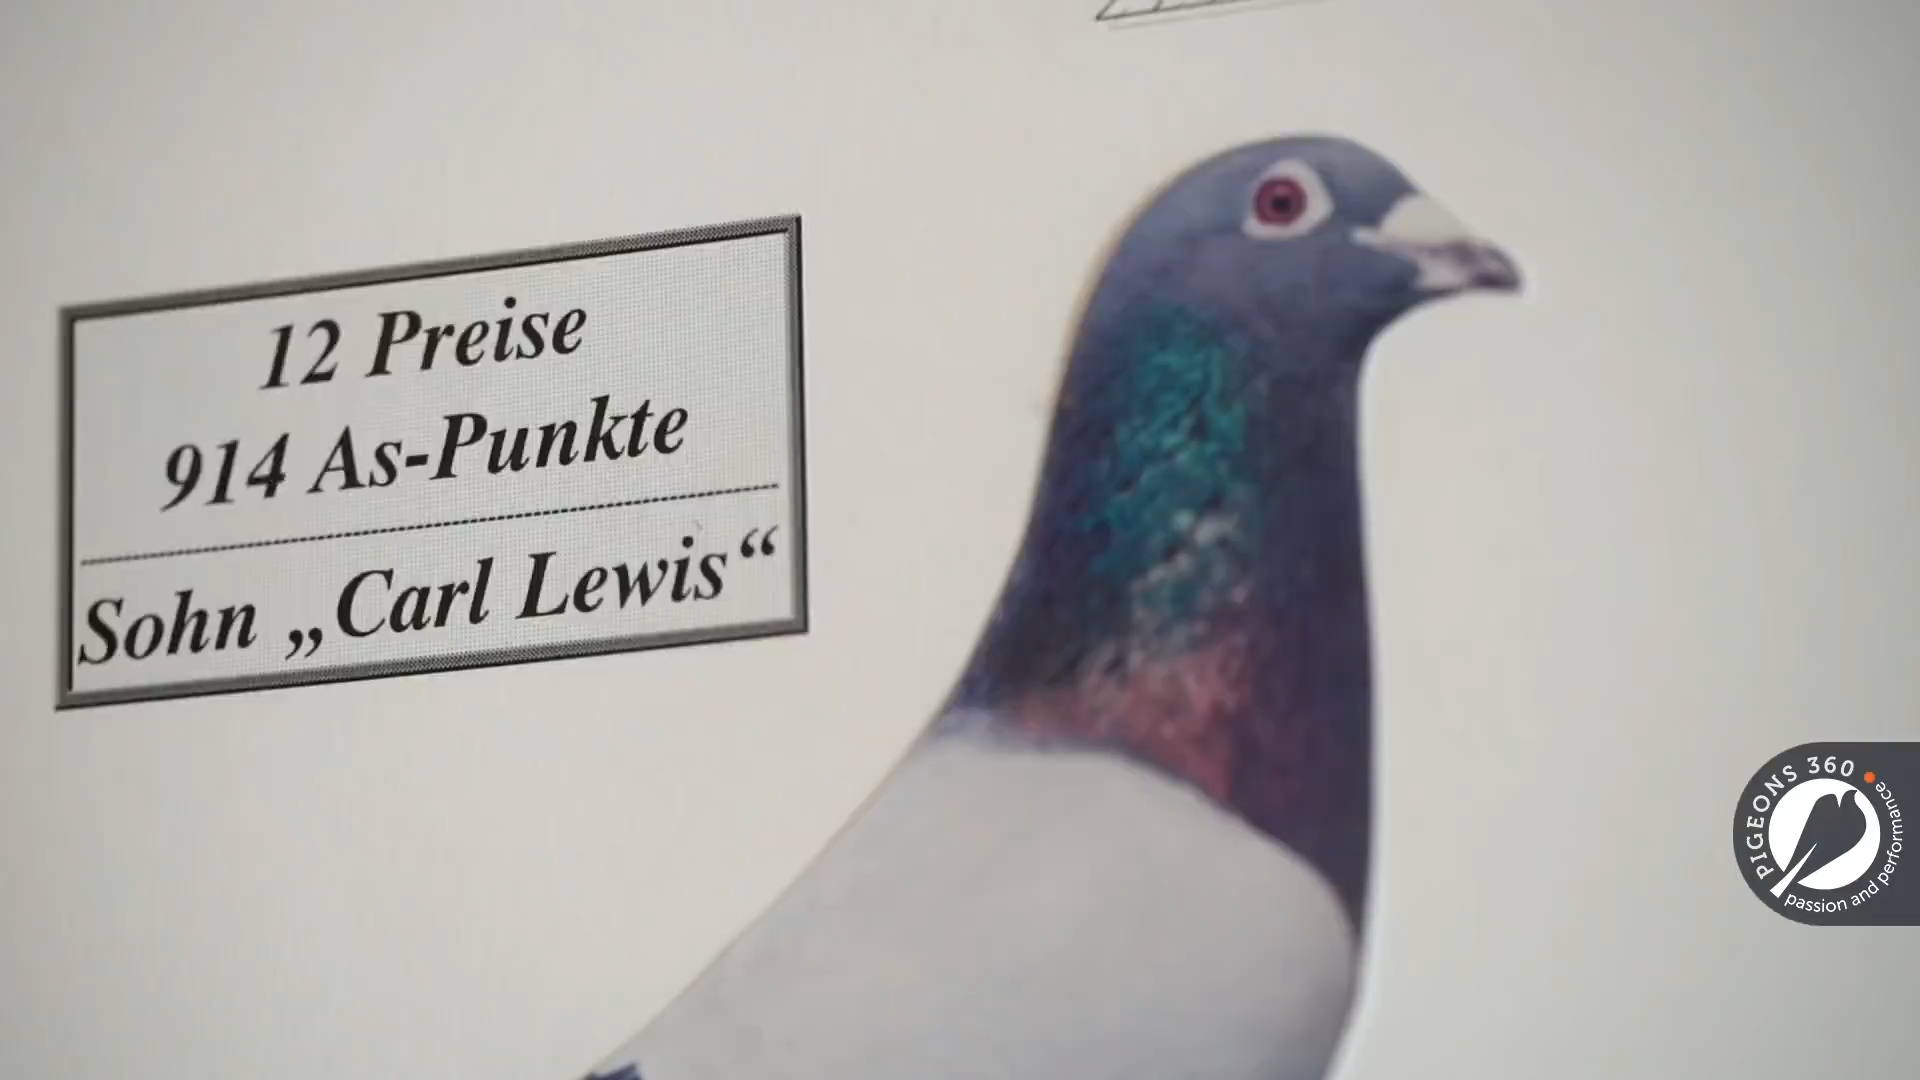 12 Preise
914 As-Punkte
Sohn „Carl Lewis“
PIGEONS 360
passion and performance